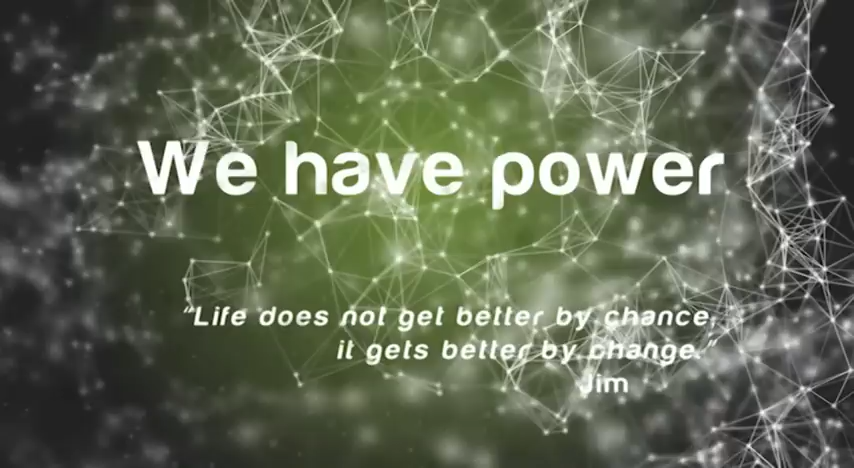 We have power
“Life does not get better by chance,
it gets better by change.”
Jim